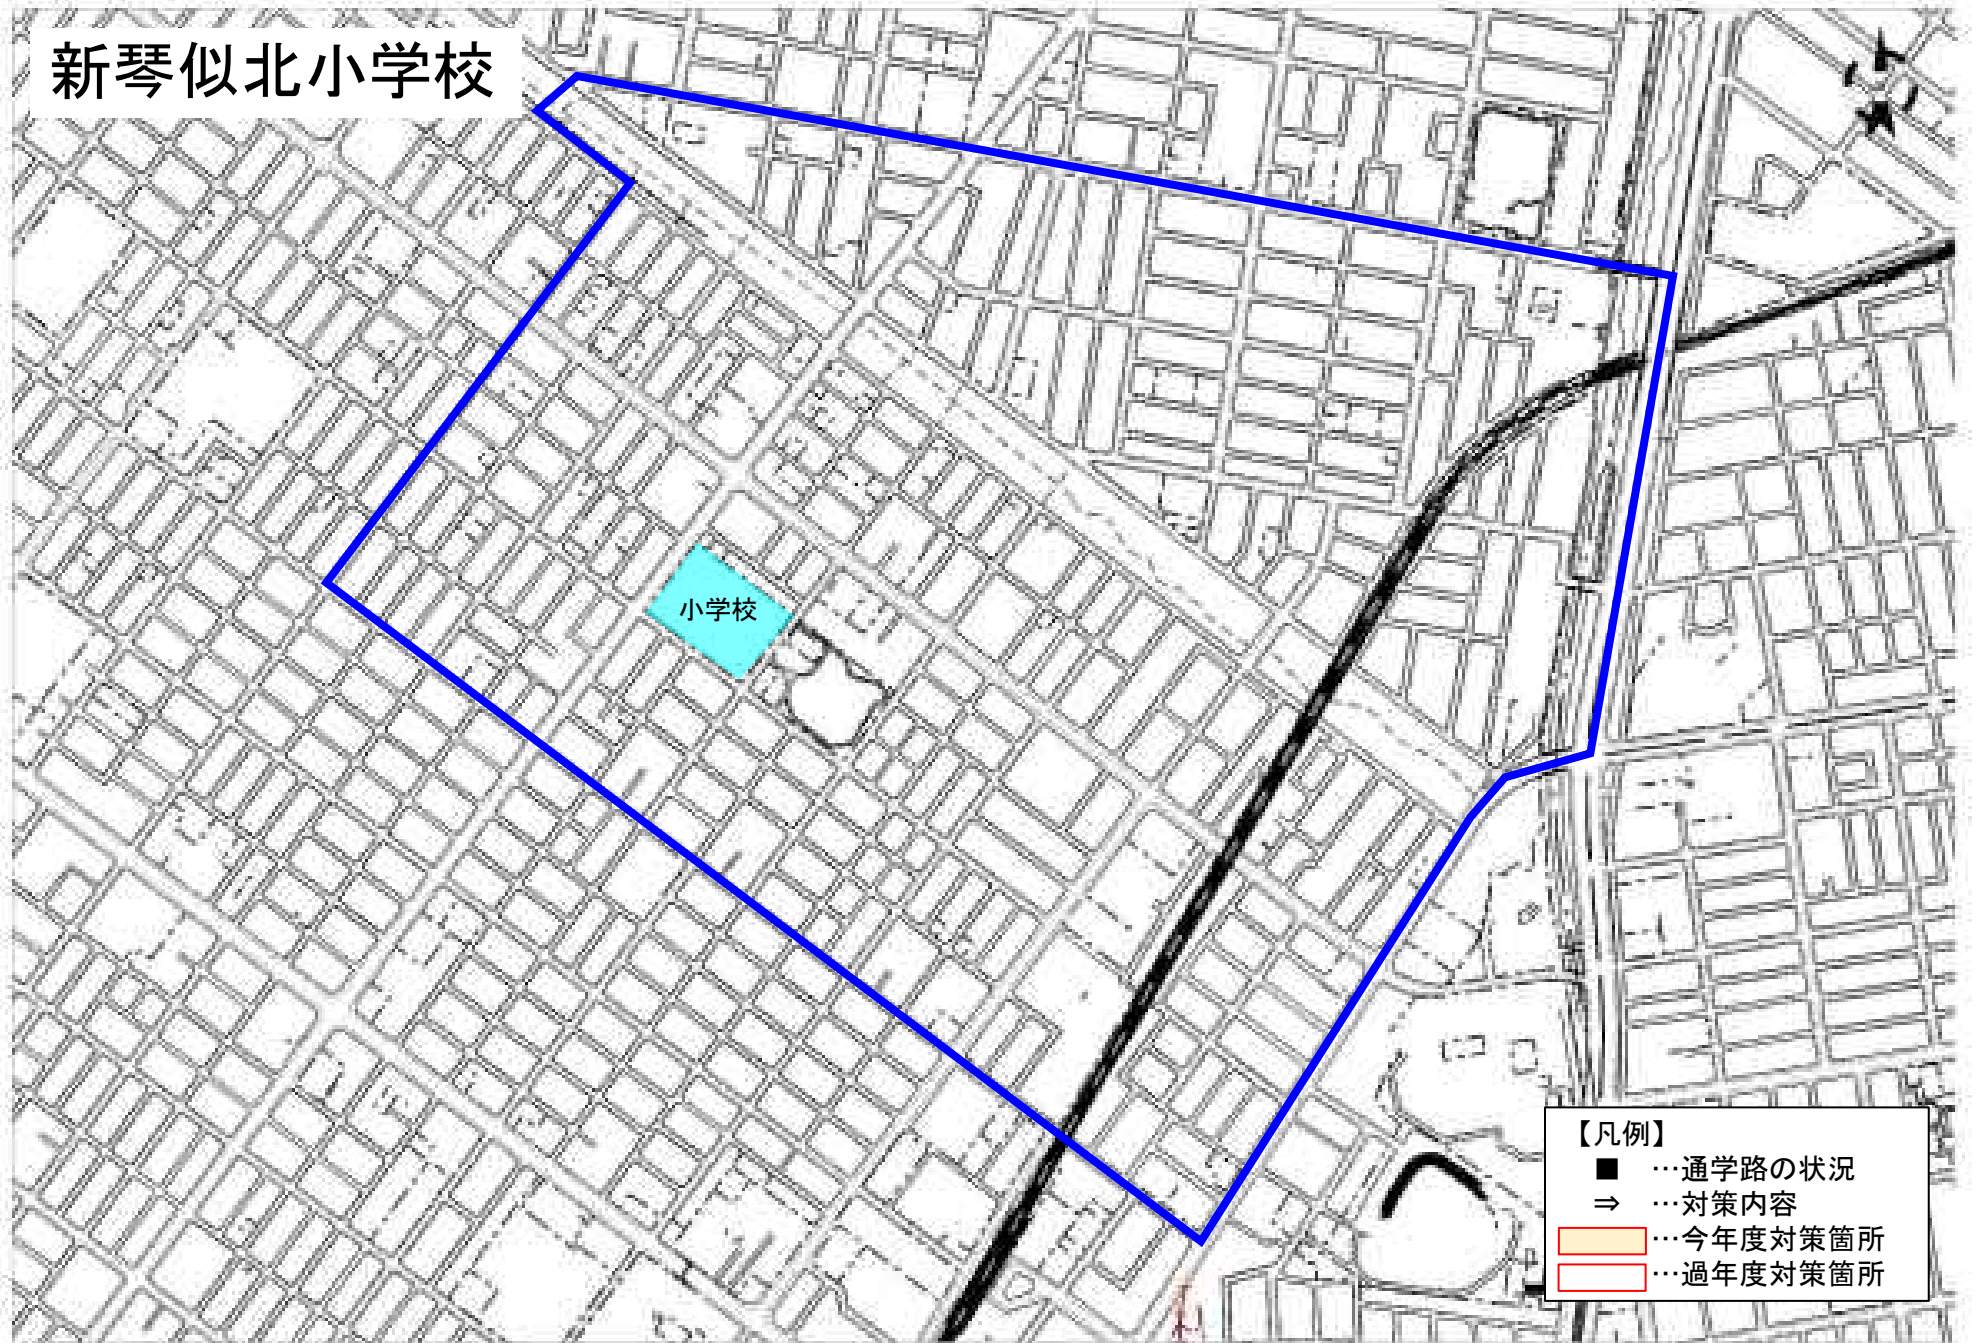 新琴似北小学校
小学校
【凡例】
■ …通学路の状況
⇒ …対策内容
…今年度対策箇所
…過年度対策箇所